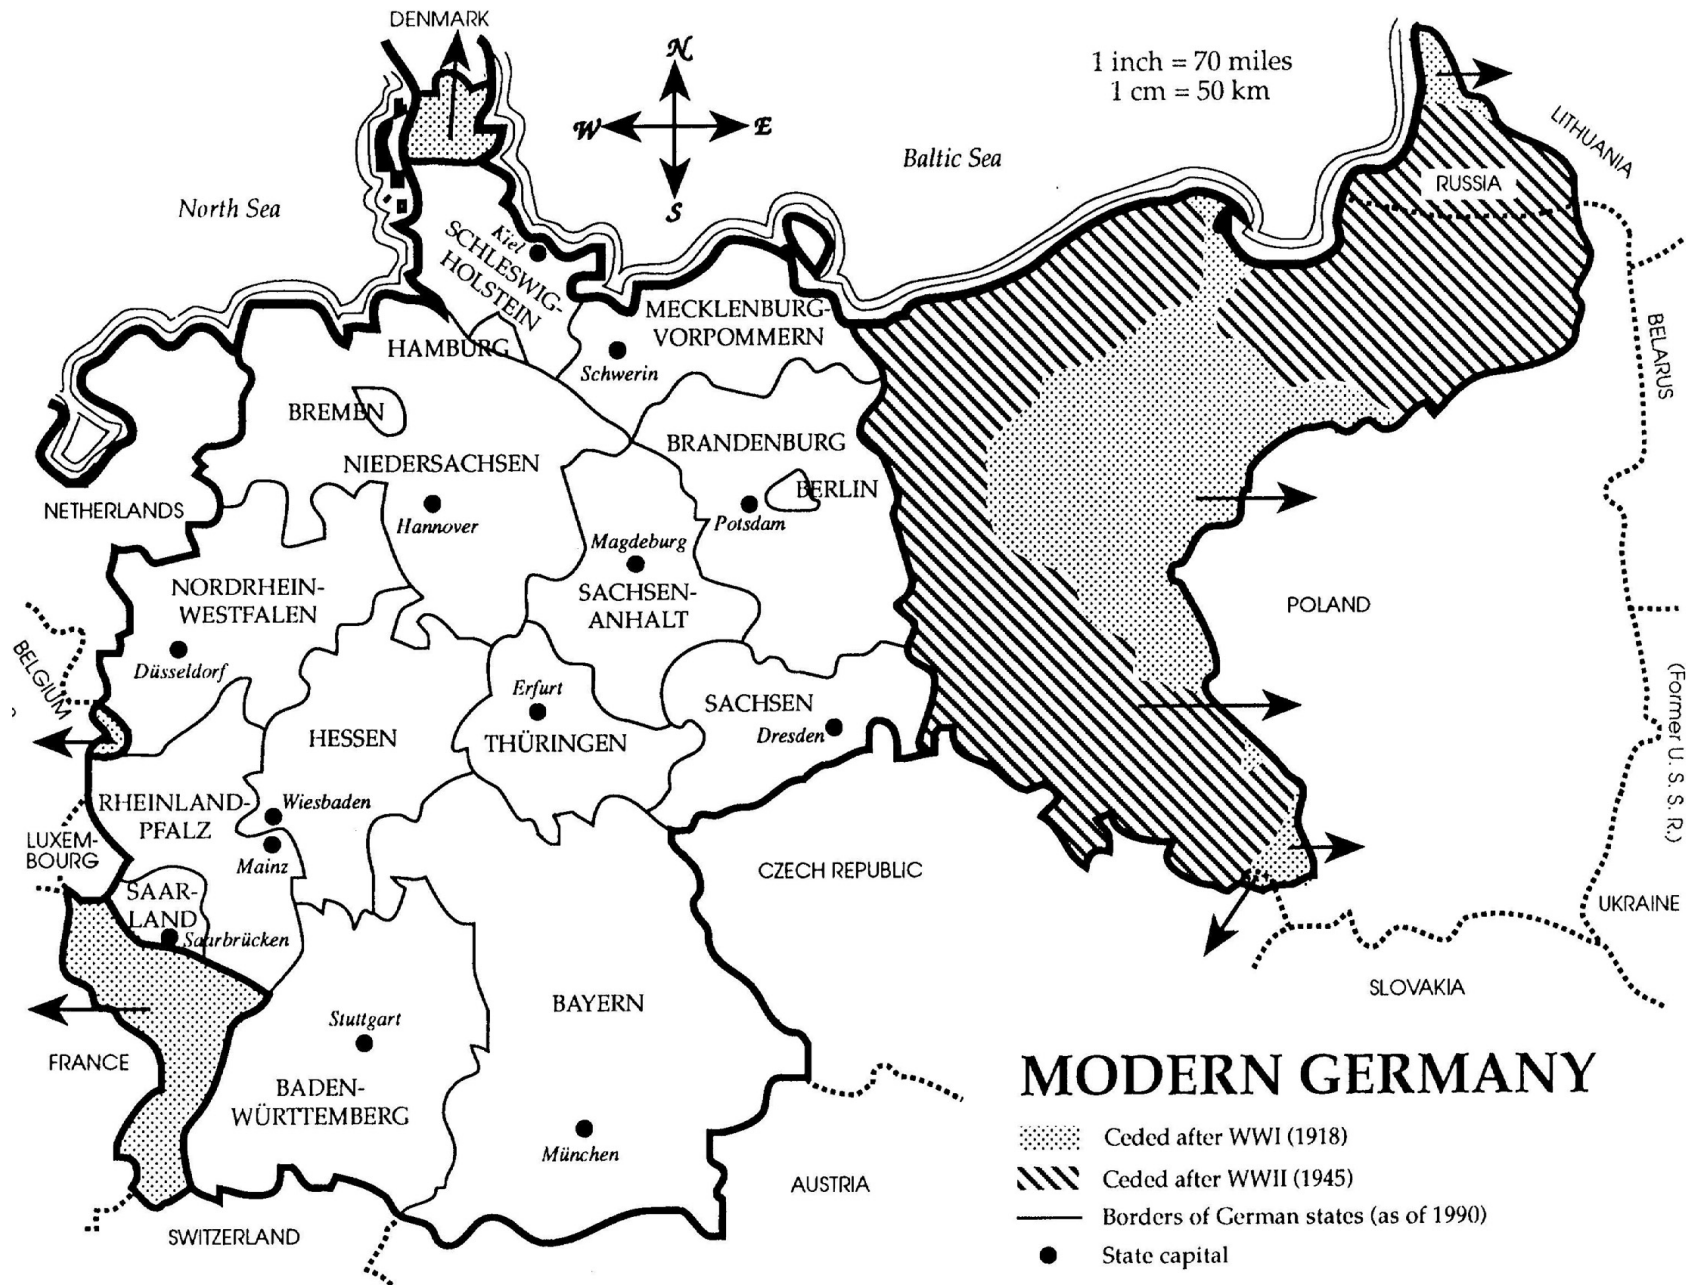 DENMARK
N
W
E
S
1 inch = 70 miles
1 cm = 50 km
LITHUANIA
Baltic Sea
North Sea
RUSSIA
Kiel
SCHLESWIG-
HOLSTEIN
MECKLENBURG-
VORPOMMERN
HAMBURG
Schwerin
BELARUS
BREMEN
BRANDENBURG
NIEDERSACHSEN
BERLIN
NETHERLANDS
Hannover
Potsdam
Magdeburg
NORDRHEIN-
WESTFALEN
SACHSEN-
ANHALT
POLAND
BELGIUM
Düsseldorf
Erfurt
SACHSEN
Dresden
HESSEN
THÜRINGEN
(Former U. S. S. R.)
RHEINLAND-
PFALZ
Wiesbaden
LUXEM-
BOURG
Mainz
CZECH REPUBLIC
SAAR-
LAND
Saarbrücken
UKRAINE
SLOVAKIA
BAYERN
Stuttgart
FRANCE
BADEN-
WÜRTTEMBERG
München
AUSTRIA
SWITZERLAND
MODERN GERMANY
Ceded after WWI (1918)
Ceded after WWII (1945)
Borders of German states (as of 1990)
State capital